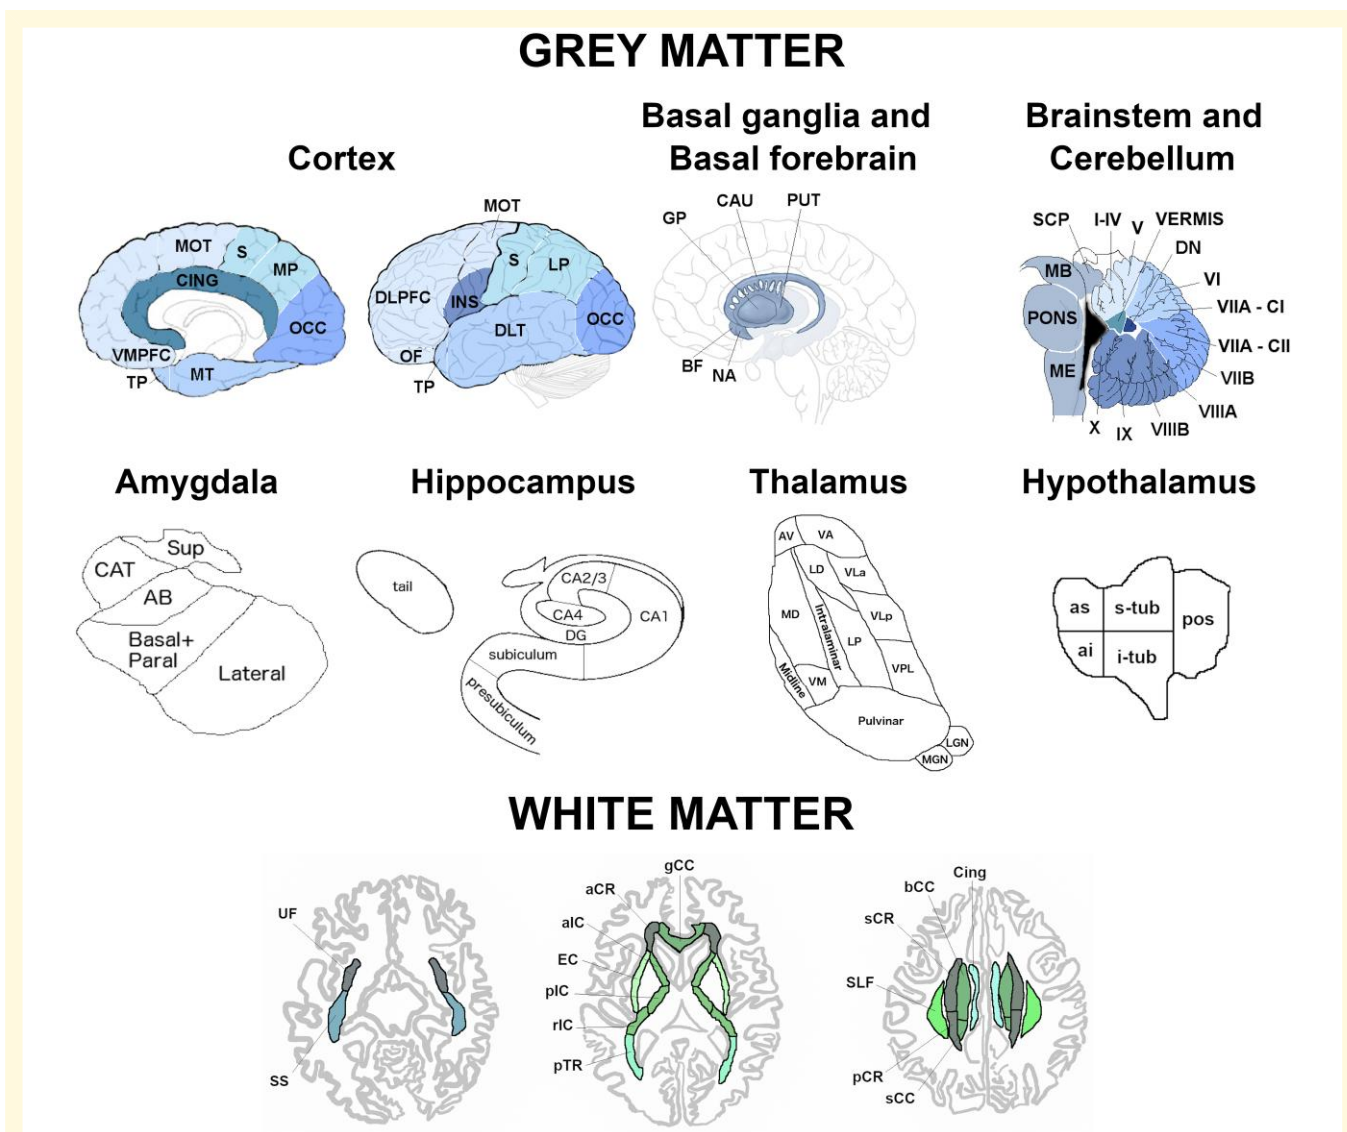 GREY MATTER
Cortex
Basal ganglia and
Basal forebrain
Brainstem and
Cerebellum
MOT
S
MP
CING
OCC
VMPFC
TP
MT
MOT
S
LP
DLPFC
INS
OCC
DLT
OF
TP
GP
CAU
PUT
BF
NA
SCP
I-IV
V
VERMIS
DN
MB
VI
VIIA - CI
PONS
VIIA - CII
ME
VIIB
VIIIA
X
IX
VIIIB
Amygdala
Hippocampus
Thalamus
Hypothalamus
Sup
CAT
AB
Basal+
Paral
Lateral
tail
CA2/3
CA4
CA1
DG
subiculum
presubiculum
AV
VA
LD
VLa
MD
Intralaminar
VLp
LP
Midline
VM
VPL
Pulvinar
LGN
MGN
as
s-tub
pos
ai
i-tub
WHITE MATTER
UF
SS
gCC
aCR
aIC
EC
pIC
rIC
pTR
Cing
bCC
sCR
SLF
pCR
sCC